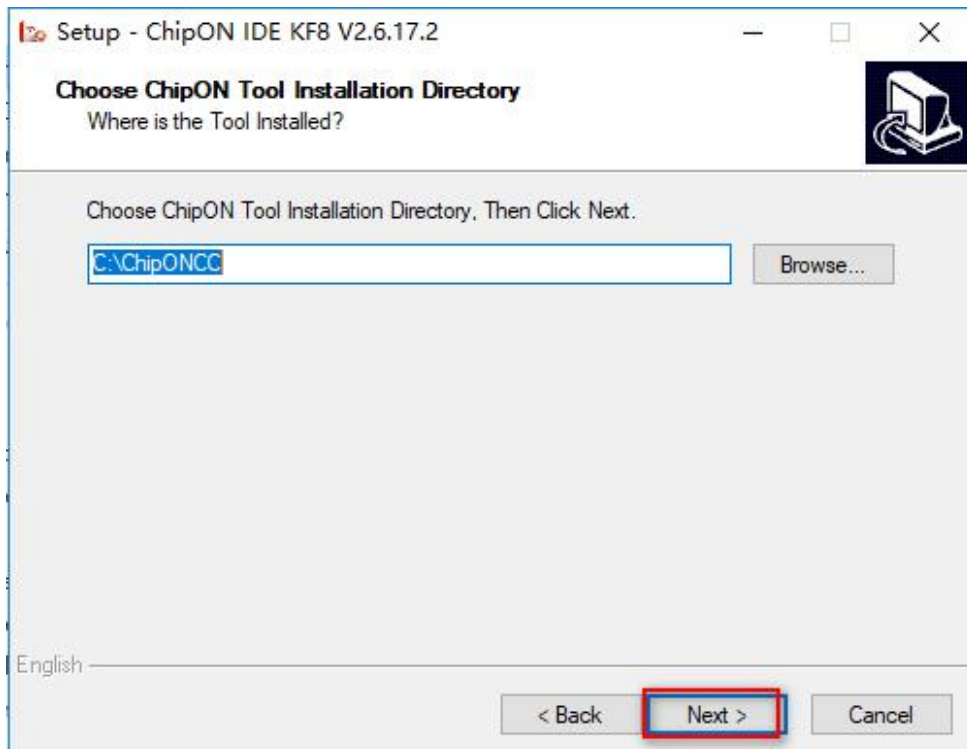 Setup - ChipON IDE KF8 V2.6.17.2
Choose ChipON Tool Installation Directory
Where is the Tool Installed?
Choose ChipON Tool Installation Directory, Then Click Next.
C:\ChipONCC
Browse...
English
< Back
Next >
Cancel